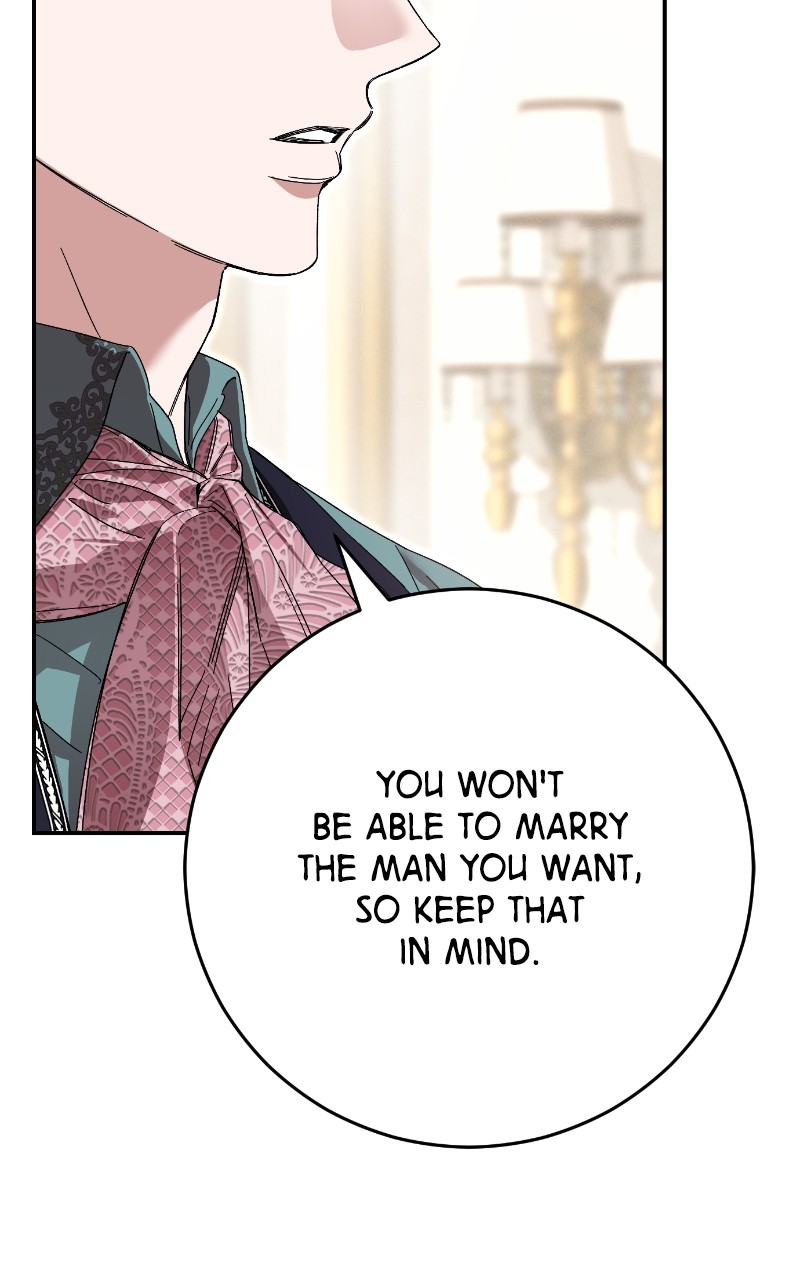 YOU WON'T
BE ABLE TO MARRY
THE MAN YOU WANT,
SO KEEP THAT
IN MIND.